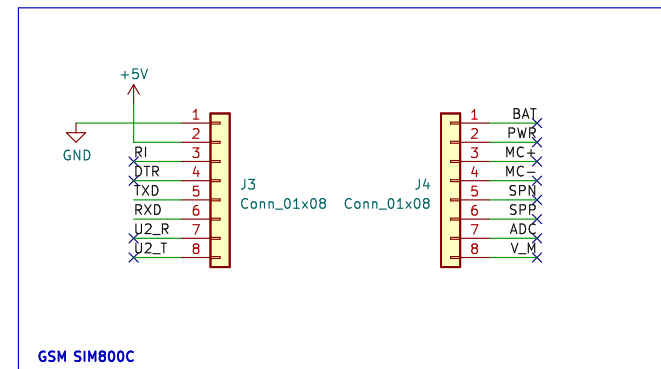 +5V
GND
1
2
RI 3
DTR 4
TXD 5
RXD 6
U2_R 7
U2_T 8
J3
Conn_01x08
J4
Conn_01x08
1 BAT
2 PWR
3 MC+
4 MC-
5 SPN
6 SPP
7 ADC
8 V_M
GSM SIM800C